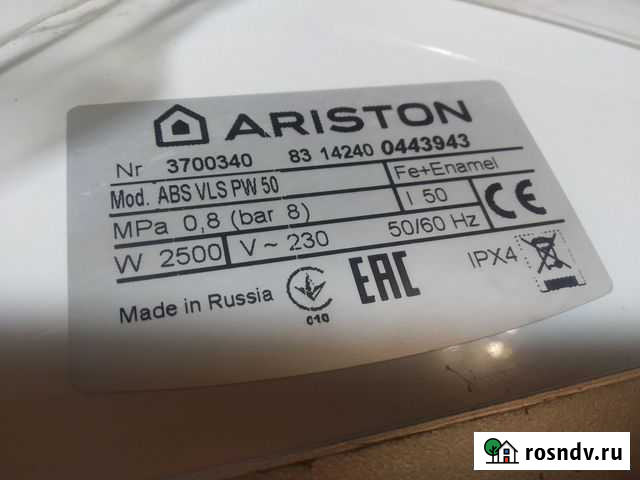 ARISTON
Nr 3700340 83 14240 0443943
Mod. ABS VLS PW 50 Fe+Enamel
MPa 0,8 (bar 8) I 50 CE
W 2500 V ~ 230 50/60 Hz
Made in Russia 010 EAC IPX4
rosndv.ru